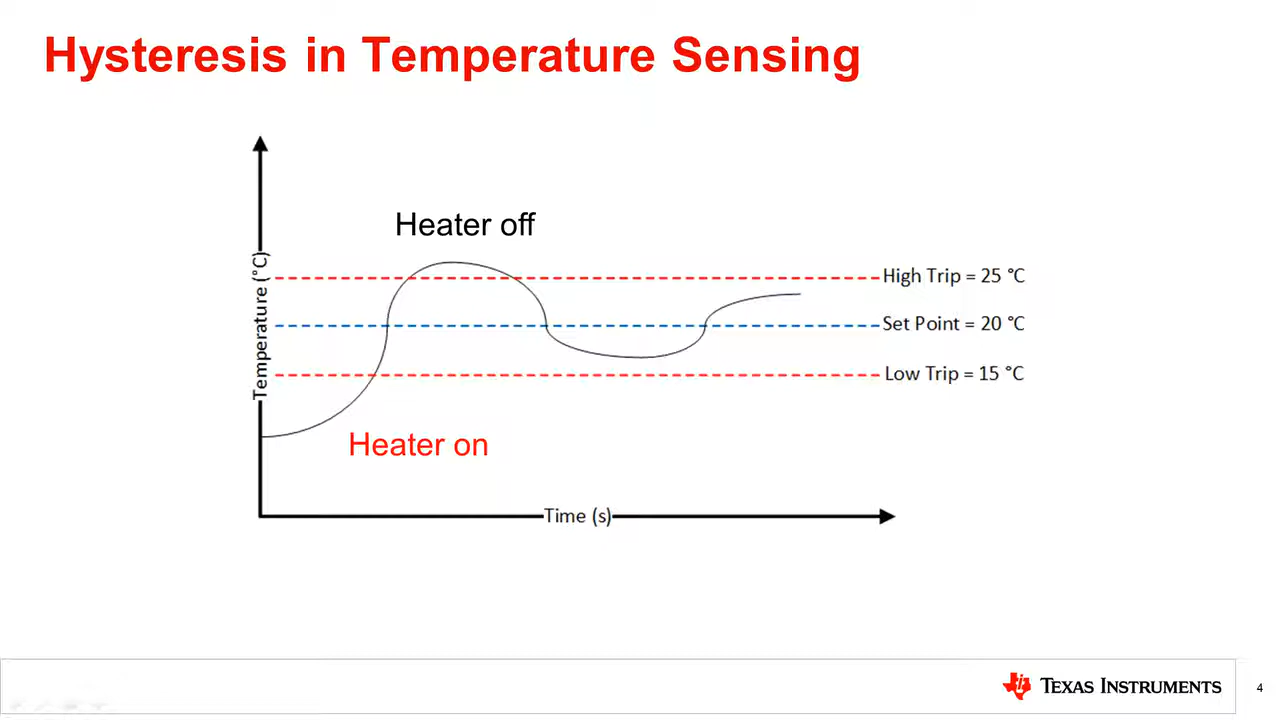 Hysteresis in Temperature Sensing
Heater off
Temperature (°C)
High Trip = 25 °C
Set Point = 20 °C
Low Trip = 15 °C
Heater on
Time (s)
TEXAS INSTRUMENTS
4